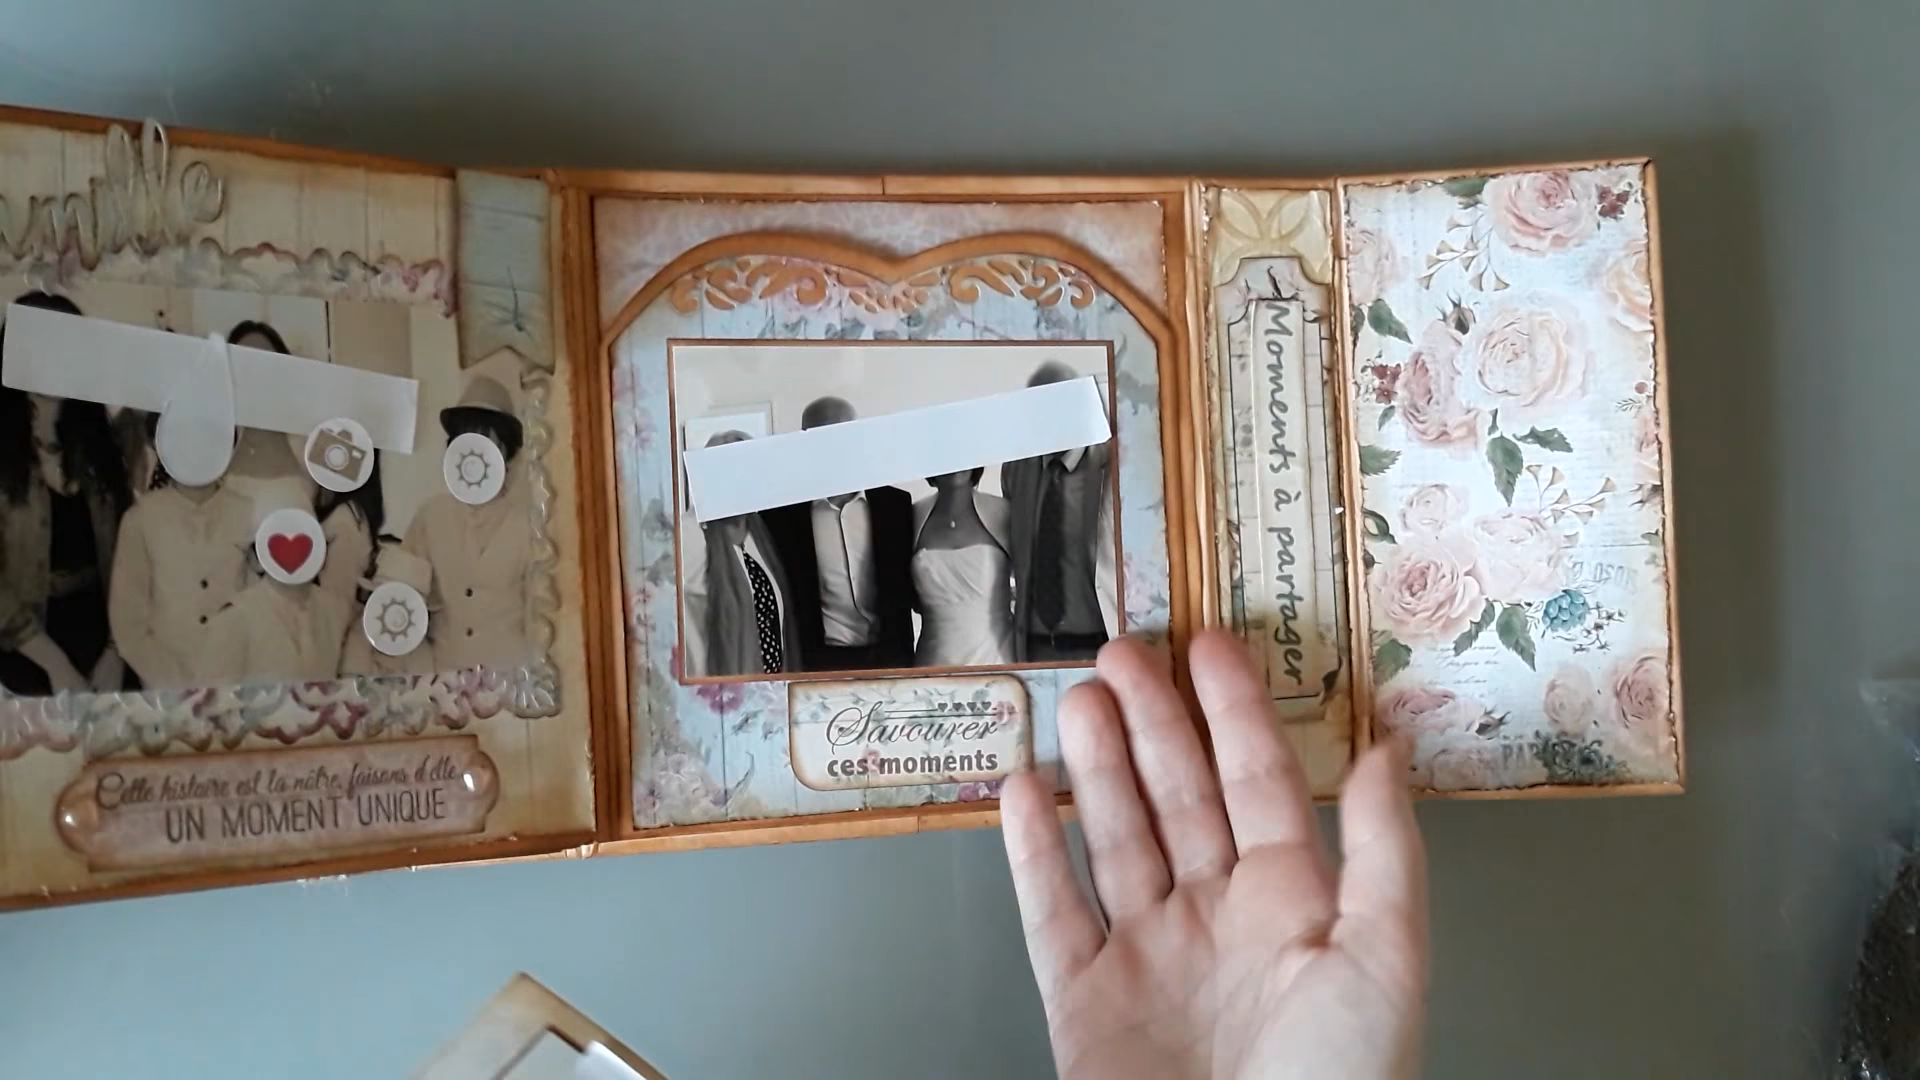 Cette histoire est la nôtre, faisons d'elle
UN MOMENT UNIQUE
Savourer
ces moments
Moments à partager